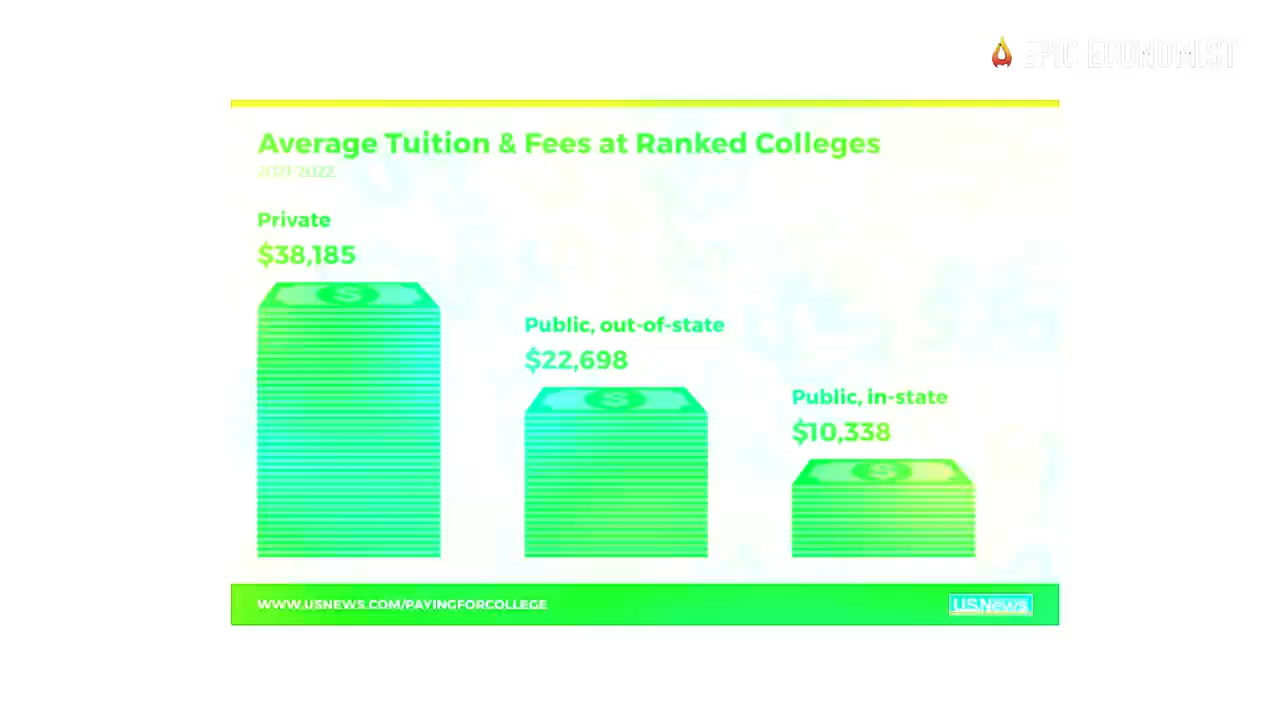 EPIC ECONOMIST
Average Tuition & Fees at Ranked Colleges
2021-2022
Private
$38,185
Public, out-of-state
$22,698
Public, in-state
$10,338
WWW.USNEWS.COM/PAYINGFORCOLLEGE
USNews